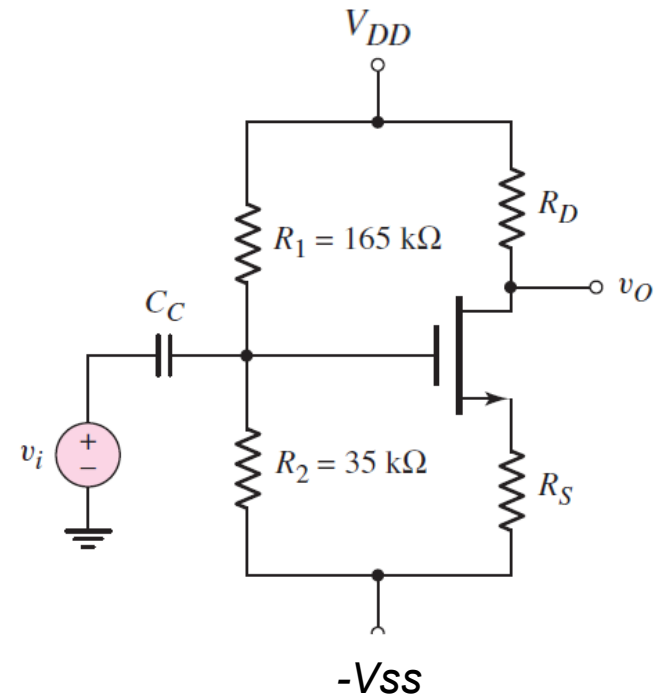 V_DD
R_1 = 165 kΩ
R_D
v_O
C_C
v_i
+
−
R_2 = 35 kΩ
R_S
-Vss